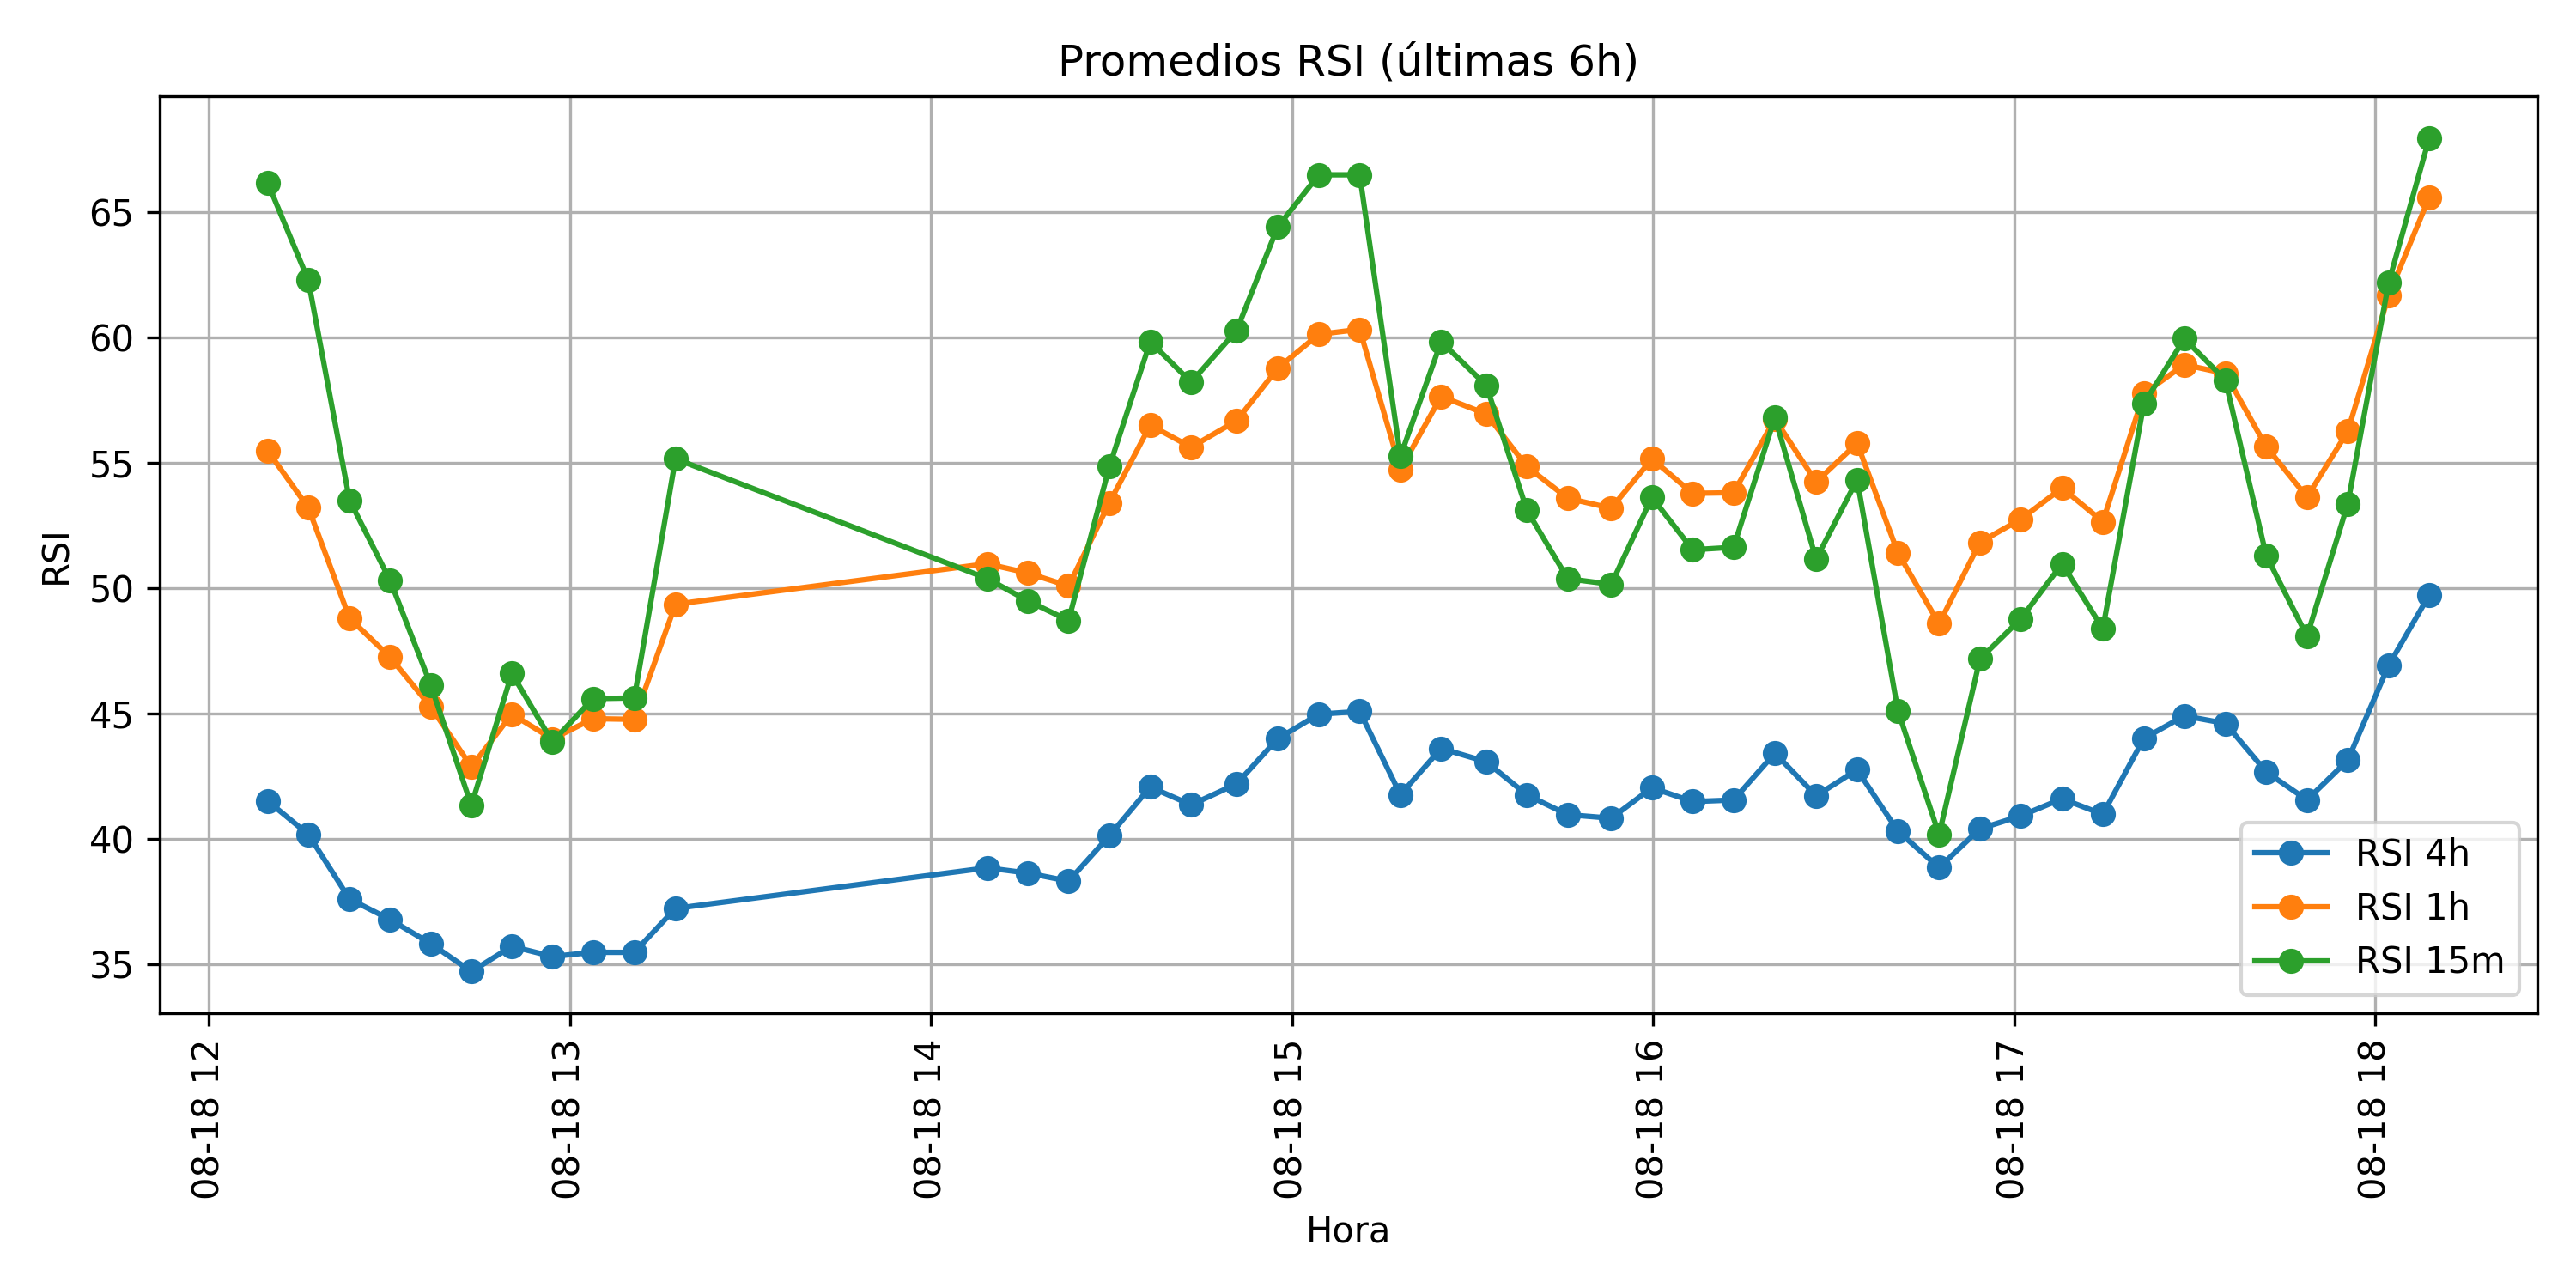 Promedios RSI (últimas 6h)
RSI
65
60
55
50
45
40
35
RSI 4h
RSI 1h
RSI 15m
08-18 12
08-18 13
08-18 14
08-18 15
08-18 16
08-18 17
08-18 18
Hora